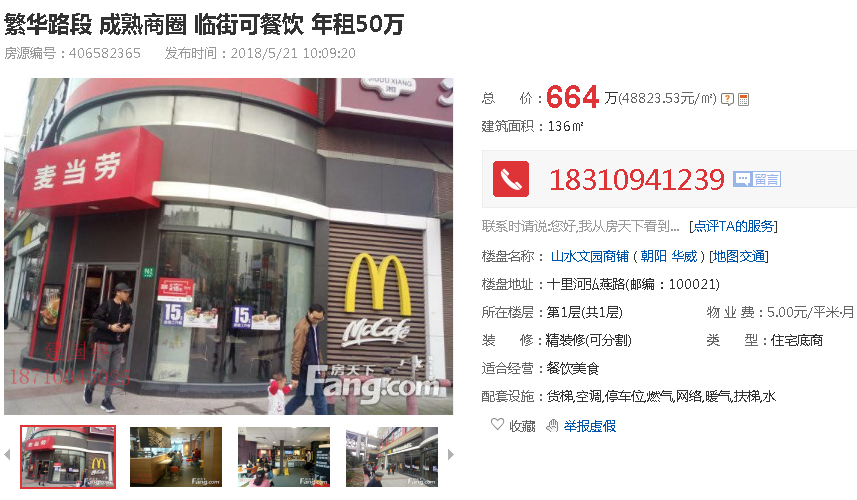 繁华路段 成熟商圈 临街可餐饮 年租50万
房源编号：406582365 发布时间：2018/5/21 10:09:20
麦当劳
15
15
McCafe
房天下
Fang.com
总 价：664万(48823.53元/㎡)
建筑面积：136㎡
18310941239 留言
联系时请说:您好,我从房天下看到... [点评TA的服务]
楼盘名称： 山水文园商铺 ( 朝阳 华威 ) [地图交通]
楼盘地址：十里河弘燕路(邮编：100021)
所在楼层：第1层(共1层) 物 业 费：5.00元/平米·月
装 修：精装修(可分割) 类 型：住宅底商
适合经营：餐饮美食
配套设施：货梯,空调,停车位,燃气,网络,暖气,扶梯,水
收藏 举报虚假